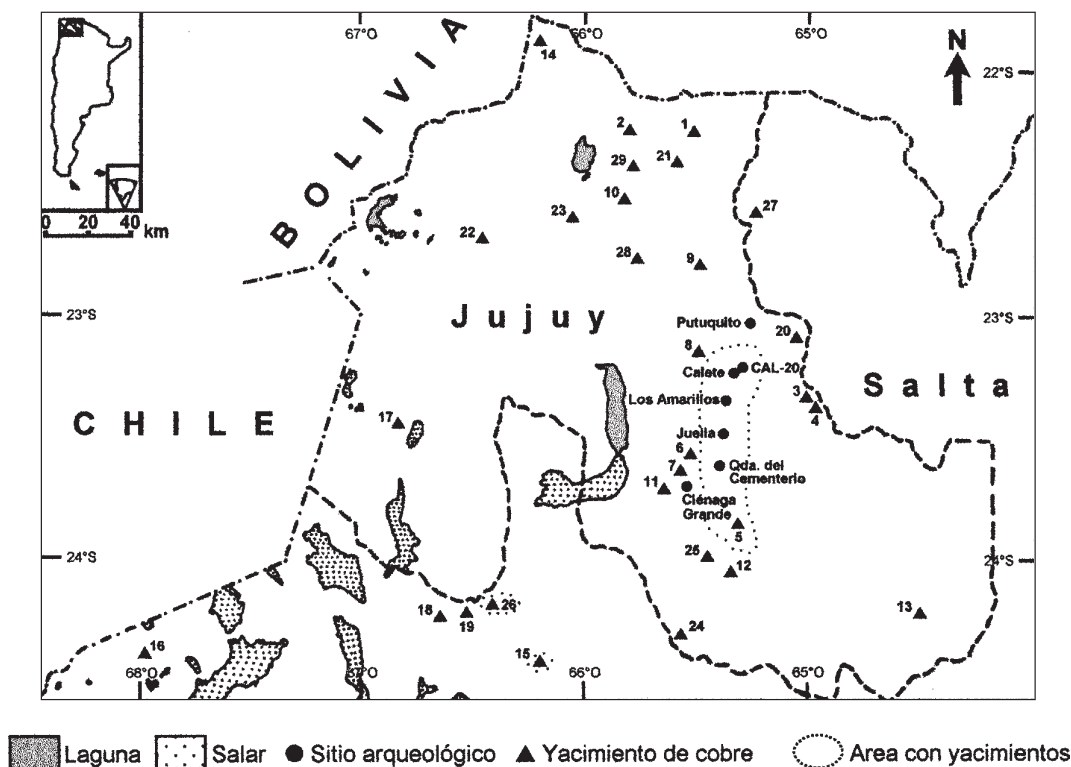 67°O
66°O
65°O
N
22°S
BOLIVIA
14
2
1
29
21
10
23
27
22
28
9
0 20 40 km
23°S
Jujuy
23°S
Putuquito
20
8
Calete
CAL-20
Salta
Los Amarillos
3
4
CHILE
17
Juella
6
7
Qda. del
Cementerio
11
Ciénaga
Grande
5
24°S
25
12
24°S
26
18
19
13
24
16
15
68°O
67°O
66°O
65°O
Laguna
Salar
Sitio arqueológico
Yacimiento de cobre
Area con yacimientos